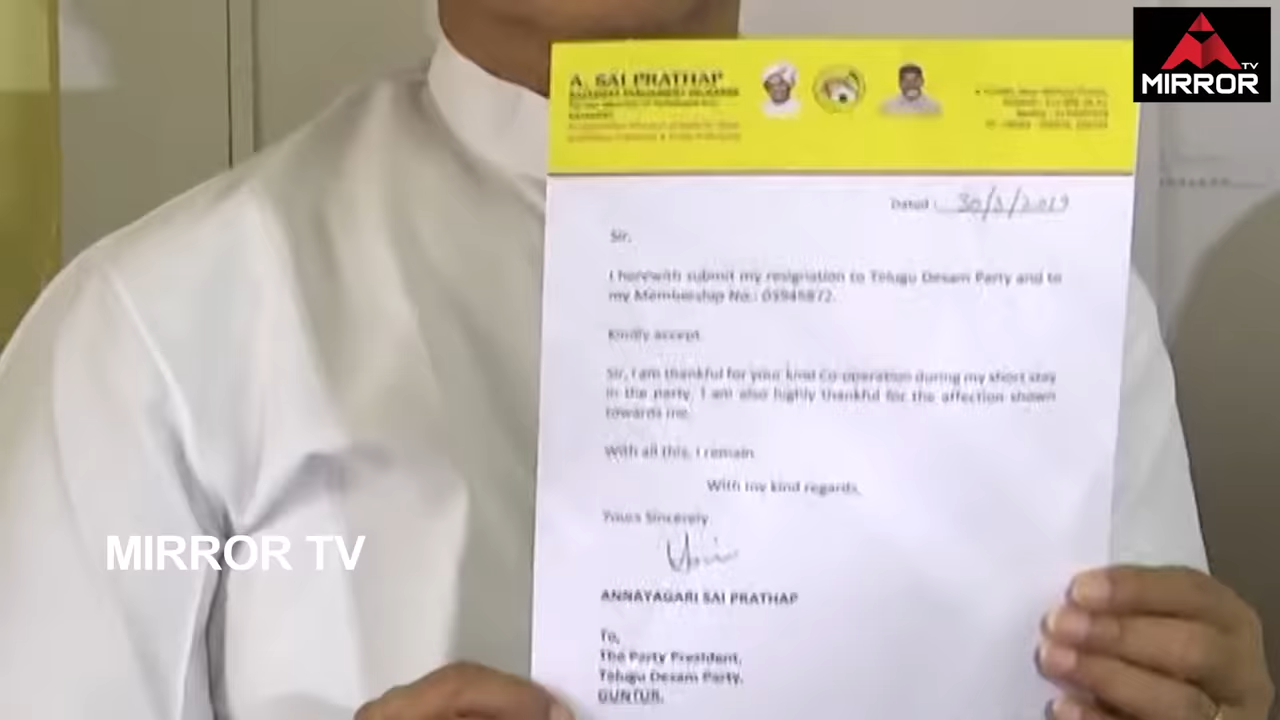 MIRROR TV
A. SAI PRATHAP
Dated : 30/3/2019
Sir,
I herewith submit my resignation to Telugu Desam Party and to
my Membership No.: 03945872.
Kindly accept.
Sir, I am thankful for your kind Co-operation during my short stay
in the party. I am also highly thankful for the affection shown
towards me.
With all this, I remain
With my kind regards,
Yours Sincerely
ANNAYAGARI SAI PRATHAP
To,
The Party President,
Telugu Desam Party,
GUNTUR.
MIRROR TV